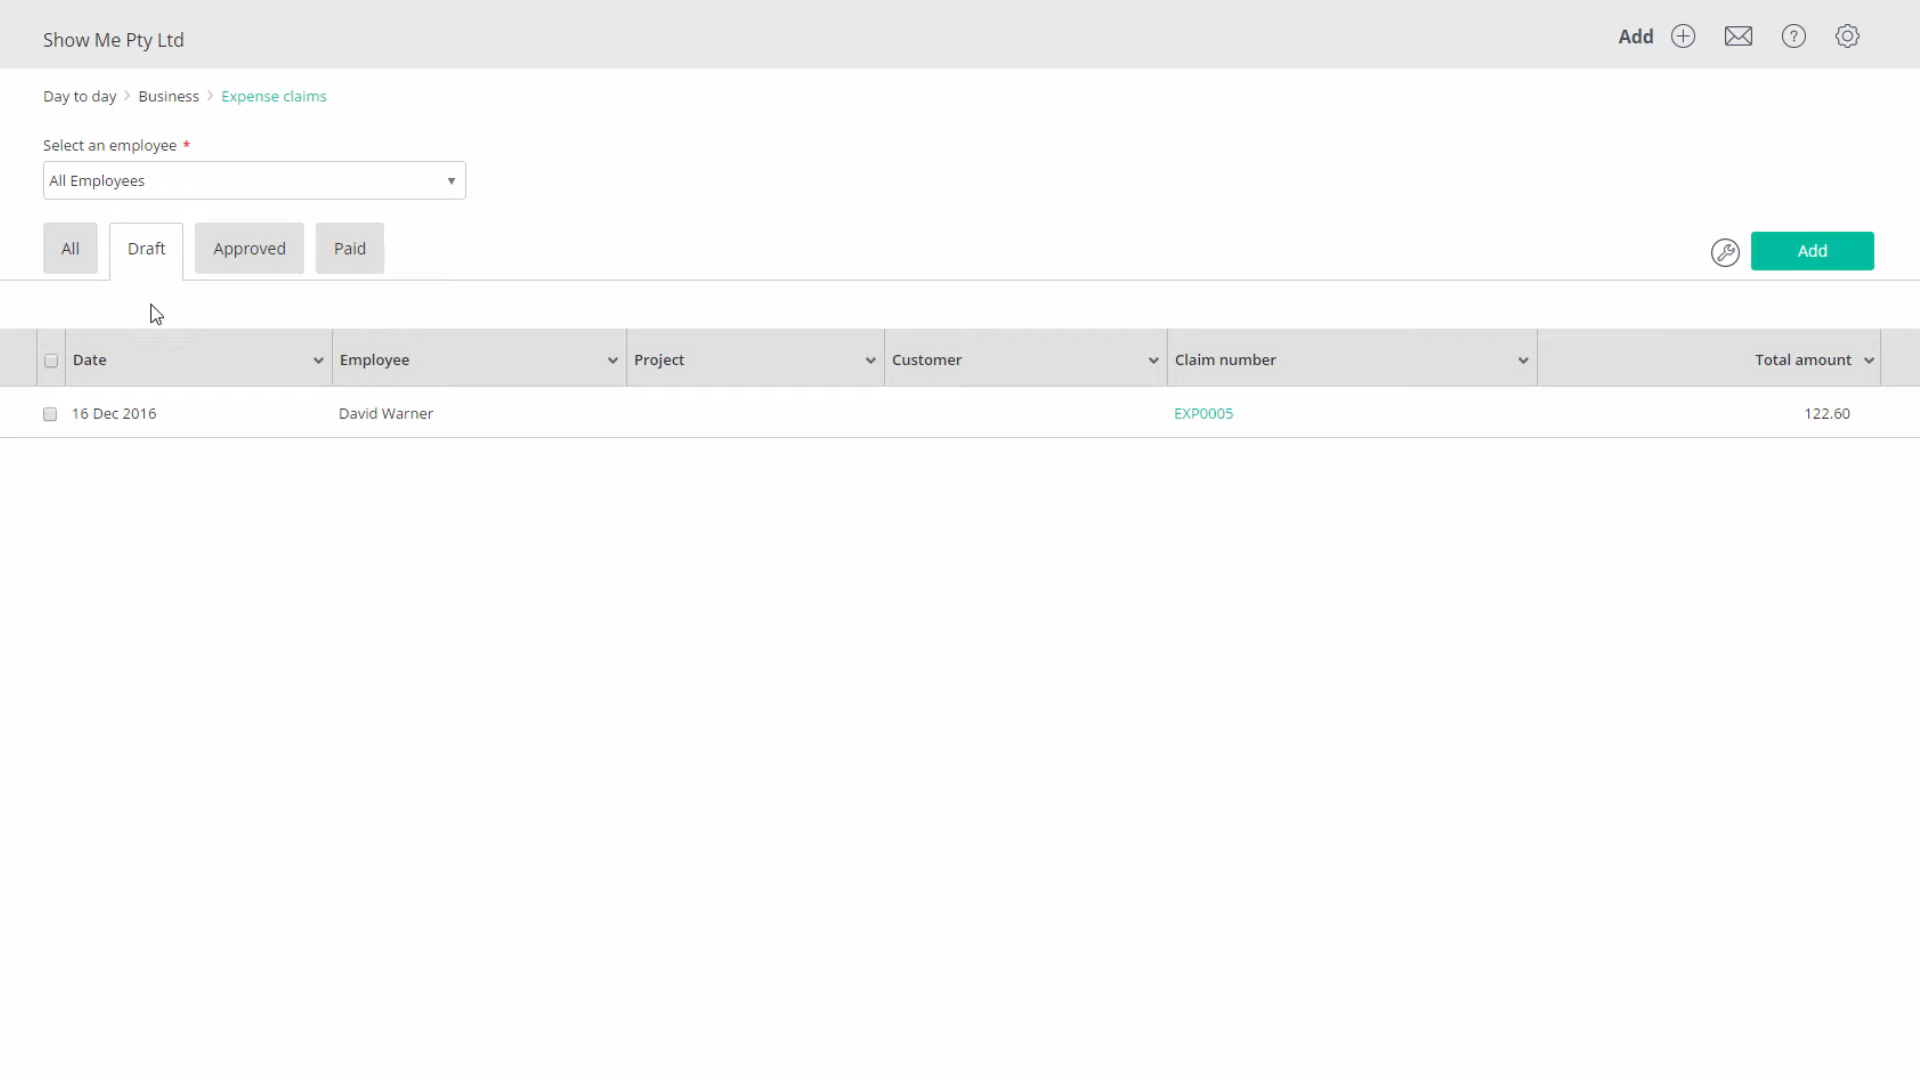 Show Me Pty Ltd
Add
Day to day > Business > Expense claims
Select an employee *
All Employees
All Draft Approved Paid
Add
Date Employee Project Customer Claim number Total amount
16 Dec 2016 David Warner EXP0005 122.60